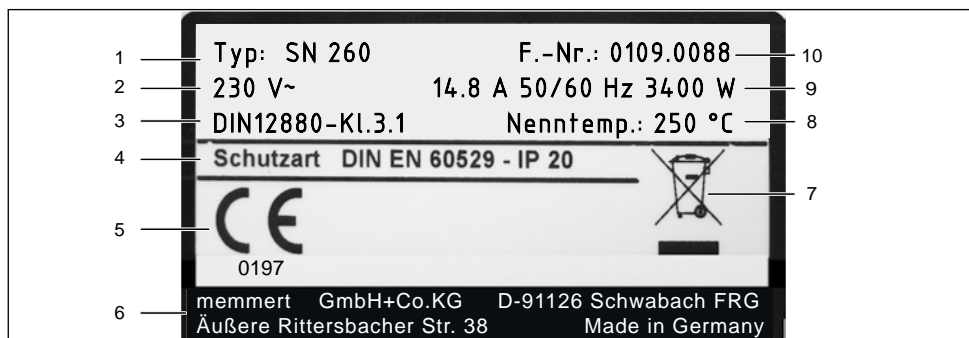 1 Typ: SN 260 F.-Nr.: 0109.0088 10
2 230 V~ 14.8 A 50/60 Hz 3400 W 9
3 DIN12880-Kl.3.1 Nenntemp.: 250 °C 8
4 Schutzart DIN EN 60529 - IP 20
7
5 CE
0197
6 memmert GmbH+Co.KG D-91126 Schwabach FRG
Äußere Rittersbacher Str. 38 Made in Germany